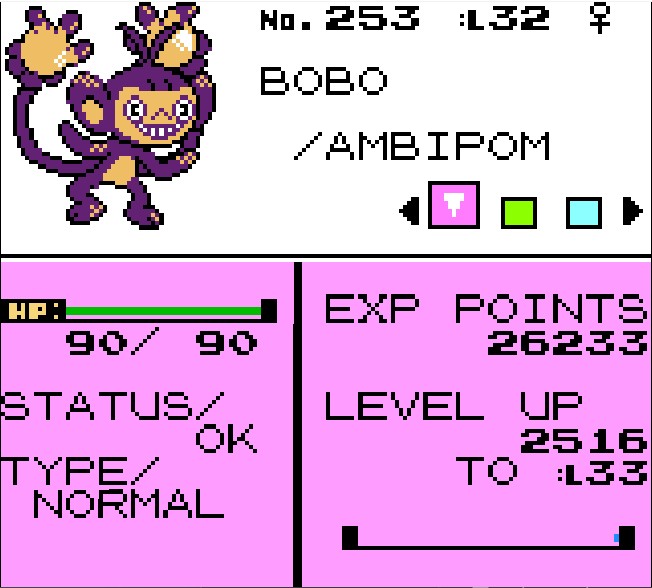 No. 253 :L32 ♀
BOBO
/AMBIPOM
HP:
90/ 90
STATUS/
OK
TYPE/
NORMAL
EXP POINTS
26233
LEVEL UP
2516
TO :L33